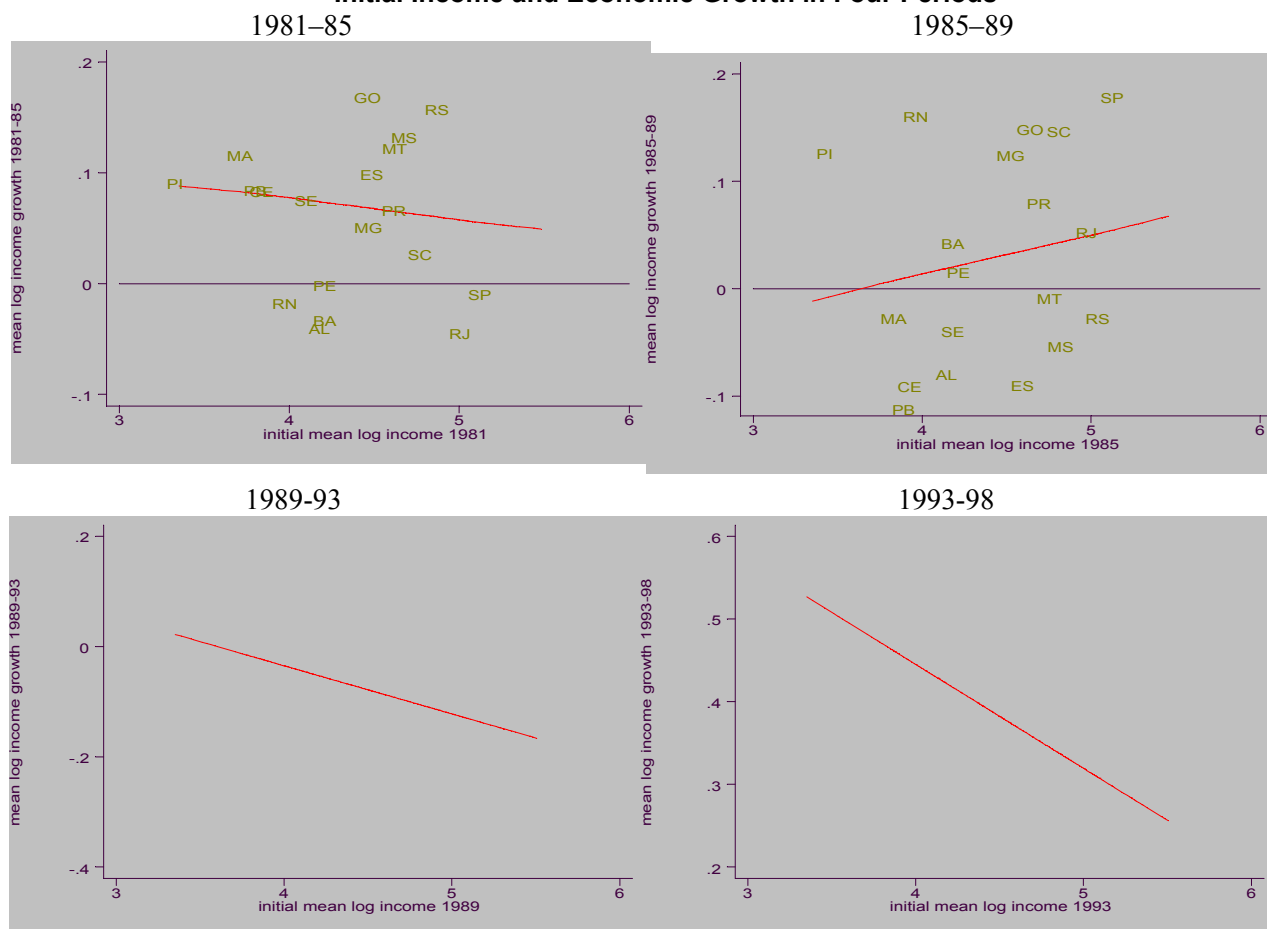 Initial Income and Economic Growth in Four Periods
1981–85
1985–89
.2
.1
0
-.1
mean log income growth 1981-85
GO
RS
MS
MT
MA
ES
PI
PB
CE
SE
PR
MG
SC
PE
SP
RN
BA
AL
RJ
3
4
5
6
initial mean log income 1981
.2
.1
0
-.1
mean log income growth 1985-89
SP
RN
GO
SC
PI
MG
PR
RJ
BA
PE
MT
MA
RS
SE
MS
AL
CE
ES
PB
3
4
5
6
initial mean log income 1985
1989-93
1993-98
.2
0
-.2
-.4
mean log income growth 1989-93
3
4
5
6
initial mean log income 1989
.6
.5
.4
.3
.2
mean log income growth 1993-98
3
4
5
6
initial mean log income 1993